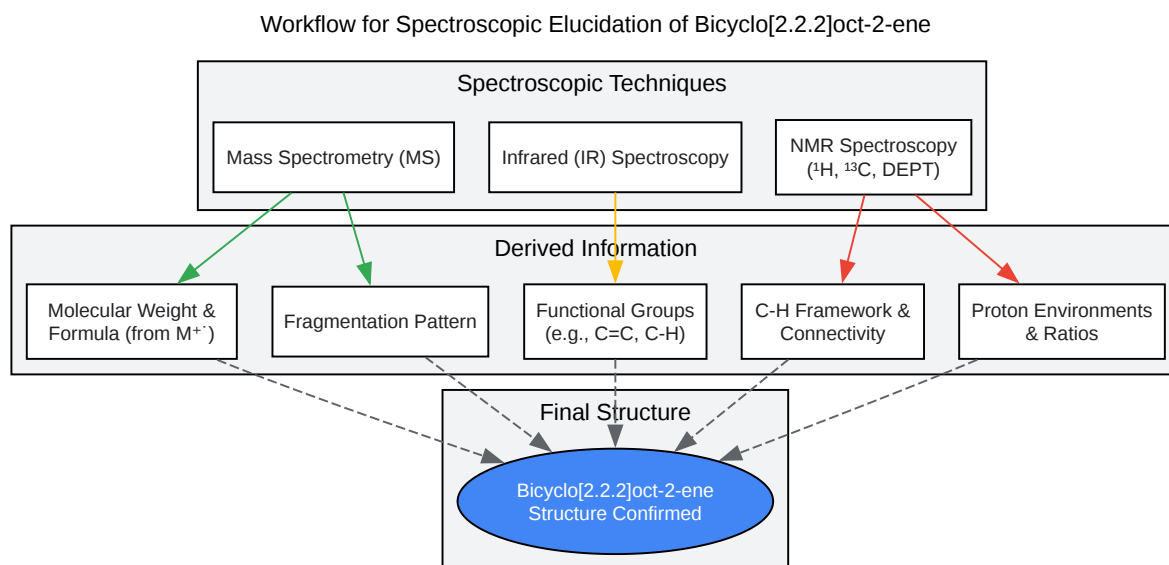 Workflow for Spectroscopic Elucidation of Bicyclo[2.2.2]oct-2-ene
Spectroscopic Techniques
Mass Spectrometry (MS)
Infrared (IR) Spectroscopy
NMR Spectroscopy
(¹H, ¹³C, DEPT)
Derived Information
Molecular Weight &
Formula (from M⁺˙)
Fragmentation Pattern
Functional Groups
(e.g., C=C, C-H)
C-H Framework &
Connectivity
Proton Environments
& Ratios
Final Structure
Bicyclo[2.2.2]oct-2-ene
Structure Confirmed